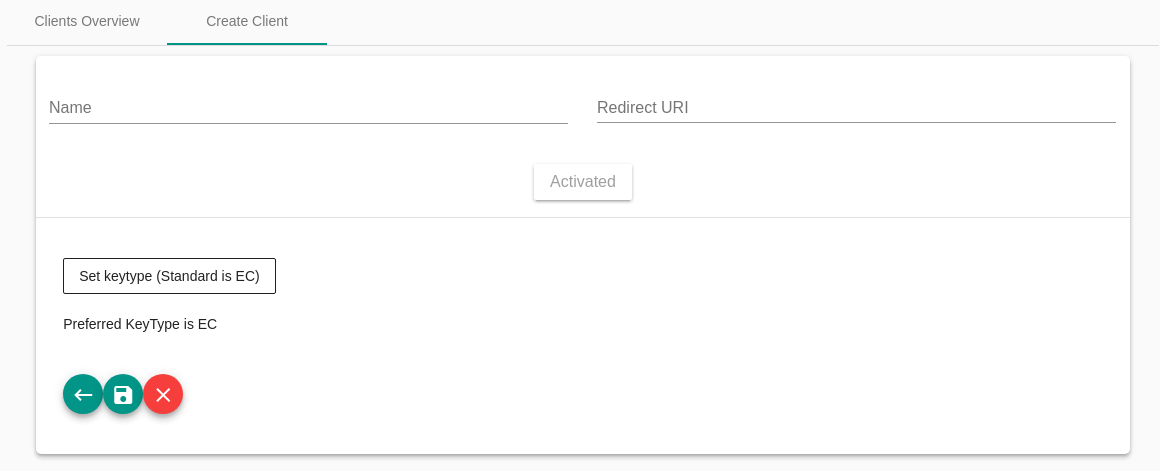 Clients Overview
Create Client
Name
Redirect URI
Activated
Set keytype (Standard is EC)
Preferred KeyType is EC